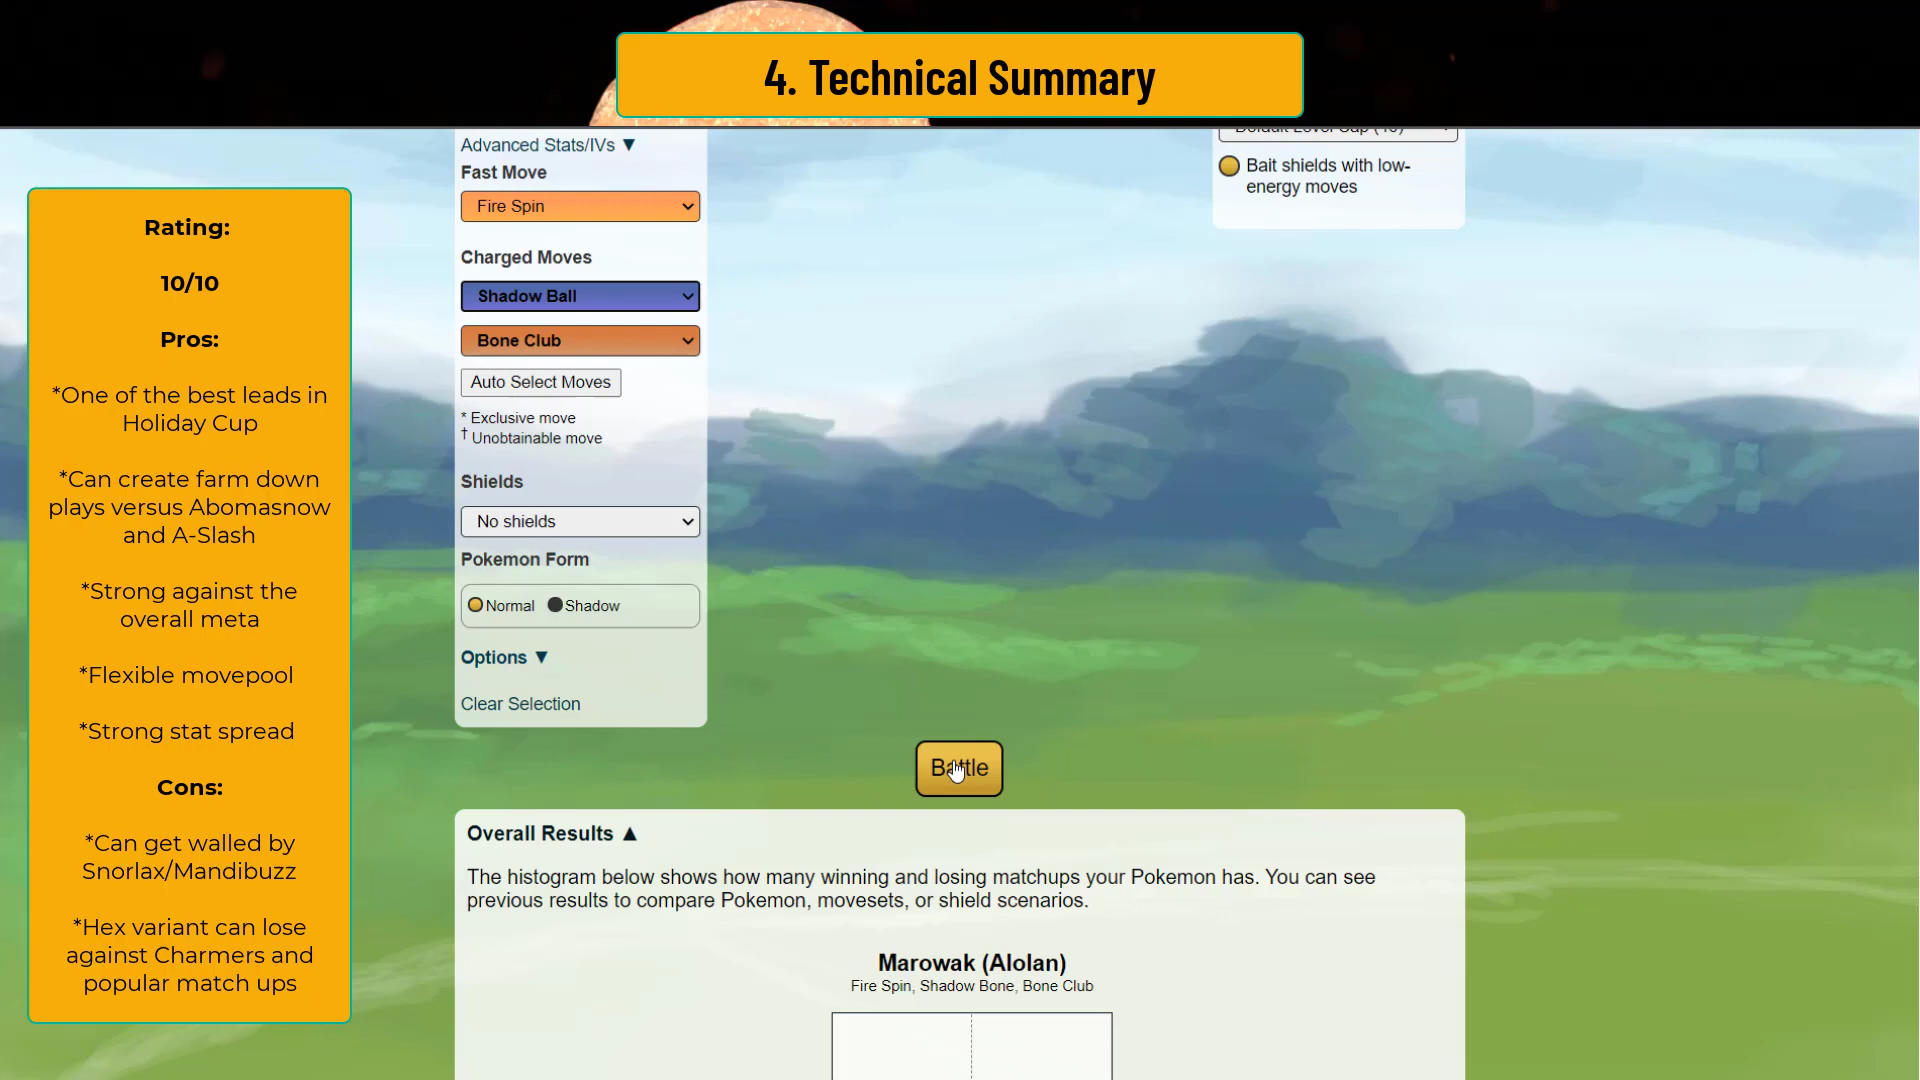 4. Technical Summary
Rating:
10/10
Pros:
*One of the best leads in
Holiday Cup
*Can create farm down
plays versus Abomasnow
and A-Slash
*Strong against the
overall meta
*Flexible movepool
*Strong stat spread
Cons:
*Can get walled by
Snorlax/Mandibuzz
*Hex variant can lose
against Charmers and
popular match ups
Advanced Stats/IVs ▼
Fast Move
Fire Spin
Charged Moves
Shadow Ball
Bone Club
Auto Select Moves
* Exclusive move
† Unobtainable move
Shields
No shields
Pokemon Form
Normal Shadow
Options ▼
Clear Selection
Default Level Cap (40)
Bait shields with low-
energy moves
Battle
Overall Results ▲
The histogram below shows how many winning and losing matchups your Pokemon has. You can see
previous results to compare Pokemon, movesets, or shield scenarios.
Marowak (Alolan)
Fire Spin, Shadow Bone, Bone Club